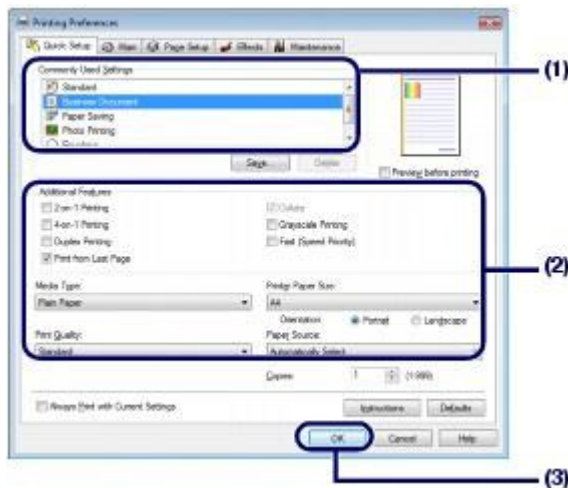 Printing Preferences
Quick Setup Main Page Setup Effects Maintenance
Commonly Used Settings
(1)
Standard
Business Document
Paper Saving
Photo Printing
Save... Delete
Preview before printing
Additional Features
2-on-1 Printing
4-on-1 Printing Grayscale Printing
Duplex Printing Fast (Speed Priority)
Print from Last Page
(2)
Media Type: Printer Paper Size:
Plain Paper A4
Orientation: Portrait Landscape
Print Quality: Paper Source:
Standard Automatically Select
Copies: 1 (1-999)
Always Print with Current Settings Instructions Defaults
OK Cancel Help
(3)